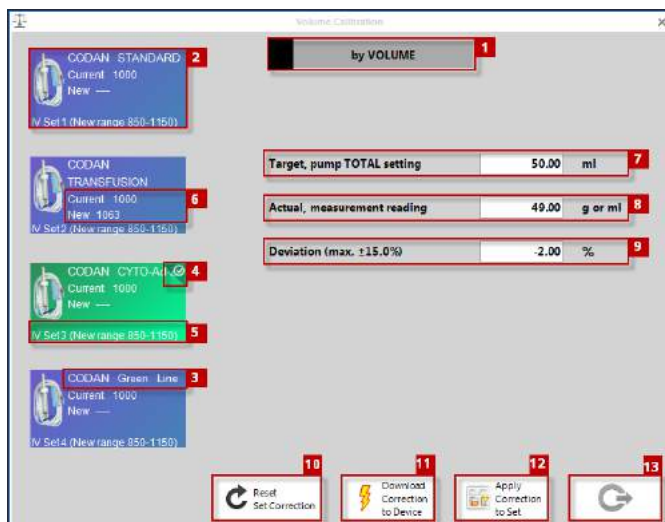 Volume Calibration
by VOLUME
1
CODAN STANDARD
2
Current 1000
New ---
IV Set1 (New range 850-1150)
CODAN
TRANSFUSION
Current 1000
6
New 1063
IV Set2 (New range 850-1150)
CODAN CYTO-Ad
4
Current 1000
New ---
IV Set3 (New range 850-1150)
5
CODAN Green Line
3
Current 1000
New ---
IV Set4 (New range 850-1150)
Target, pump TOTAL setting 50.00 ml
7
Actual, measurement reading 49.00 g or ml
8
Deviation (max. ±15.0%) -2.00 %
9
10
Reset
Set Correction
11
Download
Correction
to Device
12
Apply
Correction
to Set
13